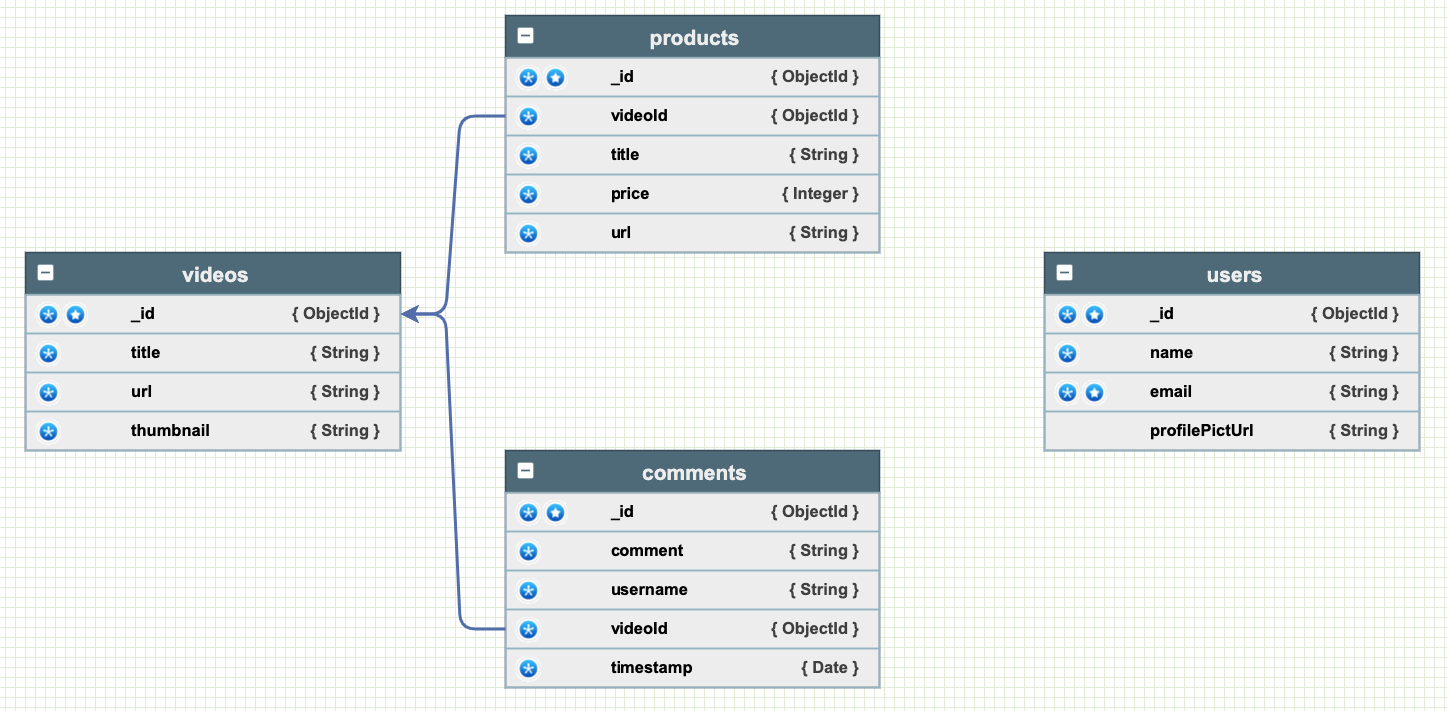 products
_id { ObjectId }
videoId { ObjectId }
title { String }
price { Integer }
url { String }
videos
_id { ObjectId }
title { String }
url { String }
thumbnail { String }
users
_id { ObjectId }
name { String }
email { String }
profilePictUrl { String }
comments
_id { ObjectId }
comment { String }
username { String }
videoId { ObjectId }
timestamp { Date }